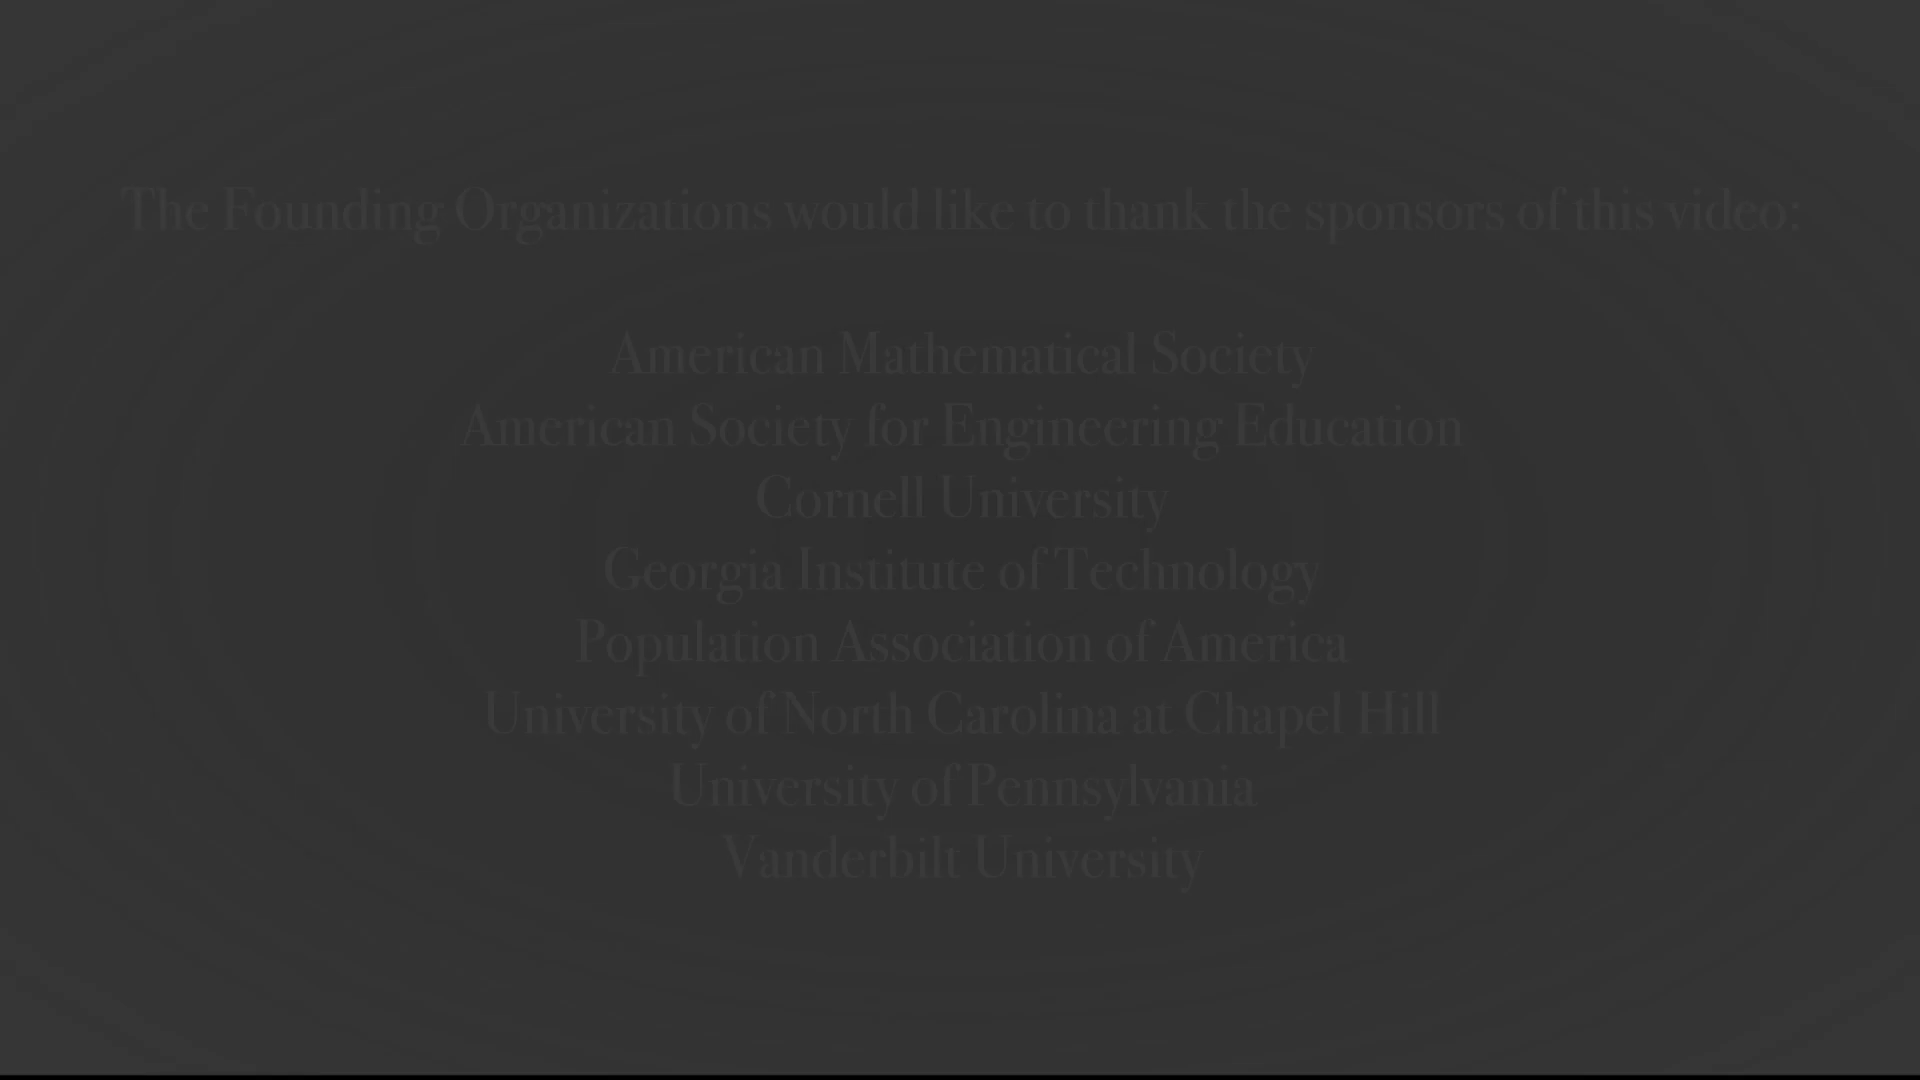 The Founding Organizations would like to thank the sponsors of this video:
American Mathematical Society
American Society for Engineering Education
Cornell University
Georgia Institute of Technology
Population Association of America
University of North Carolina at Chapel Hill
University of Pennsylvania
Vanderbilt University